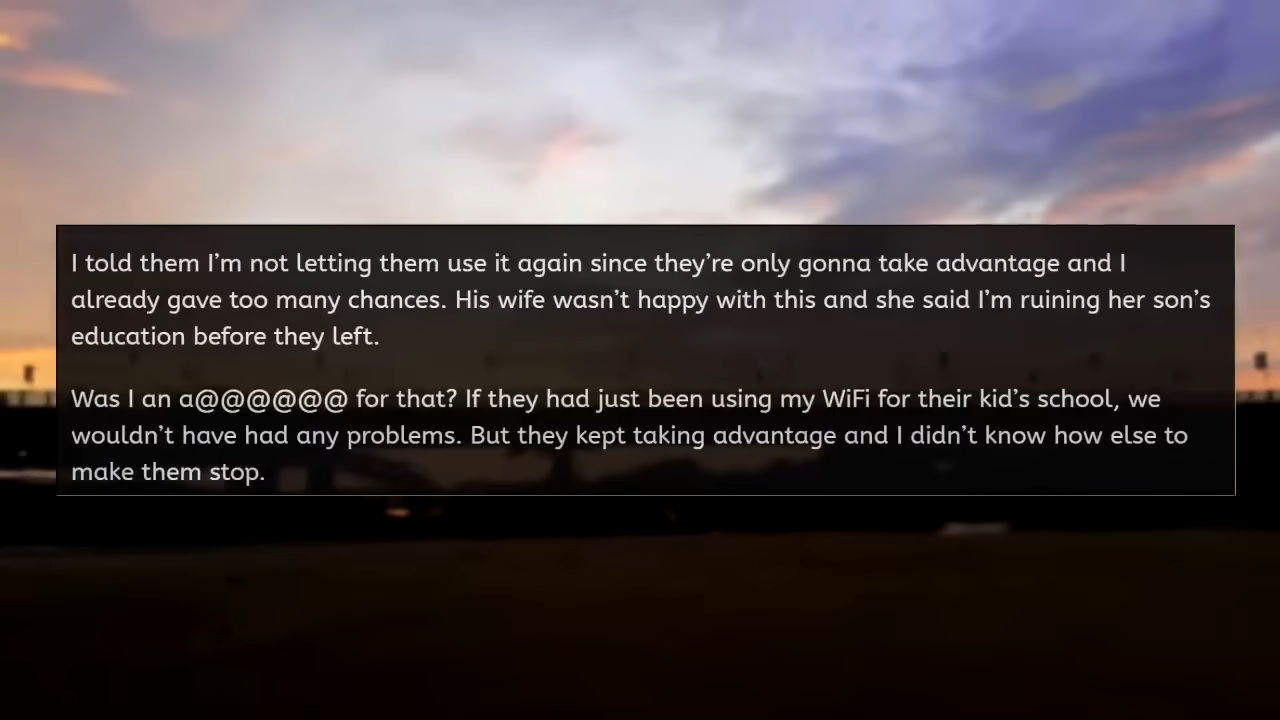 I told them I’m not letting them use it again since they’re only gonna take advantage and I
already gave too many chances. His wife wasn’t happy with this and she said I’m ruining her son’s
education before they left.
Was I an a@@@@@@ for that? If they had just been using my WiFi for their kid’s school, we
wouldn’t have had any problems. But they kept taking advantage and I didn’t know how else to
make them stop.